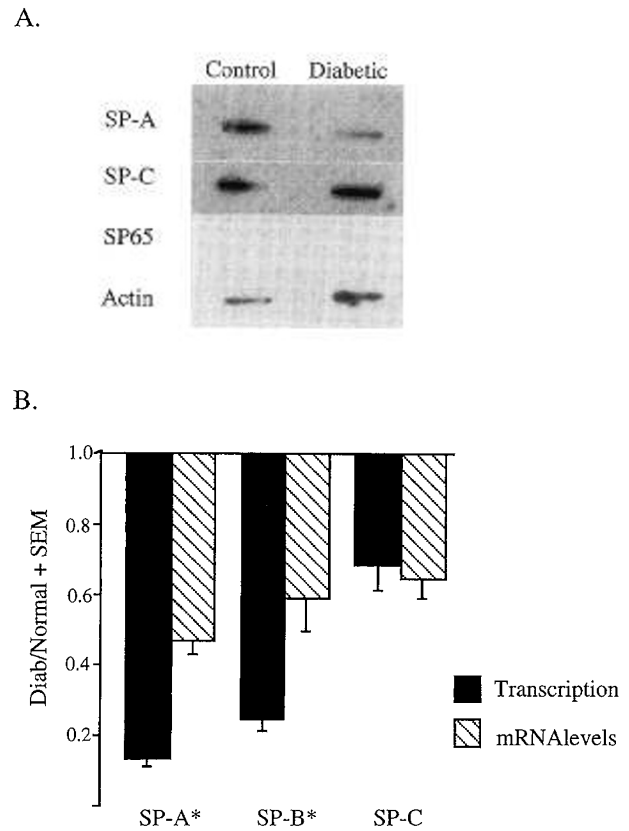 A.
Control Diabetic
SP-A
SP-C
SP65
Actin
B.
Diab/Normal + SEM
1.0
0.8
0.6
0.4
0.2
SP-A* SP-B* SP-C
Transcription
mRNAlevels